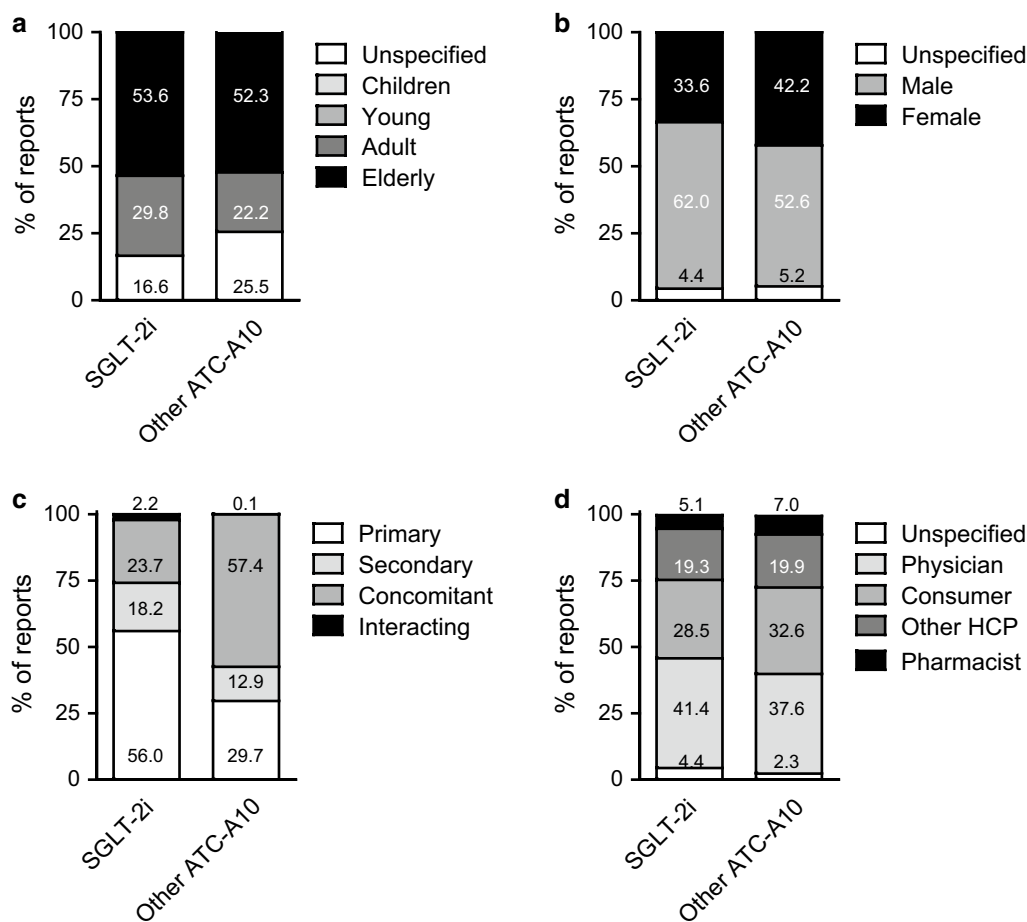 a
% of reports
100
75
50
25
0
53.6
52.3
29.8
22.2
16.6
25.5
SGLT-2i
Other ATC-A10
Unspecified
Children
Young
Adult
Elderly
b
% of reports
100
75
50
25
0
33.6
42.2
62.0
52.6
4.4
5.2
SGLT-2i
Other ATC-A10
Unspecified
Male
Female
c
% of reports
100
75
50
25
0
2.2
0.1
23.7
57.4
18.2
12.9
56.0
29.7
SGLT-2i
Other ATC-A10
Primary
Secondary
Concomitant
Interacting
d
% of reports
100
75
50
25
0
5.1
7.0
19.3
19.9
28.5
32.6
41.4
37.6
4.4
2.3
SGLT-2i
Other ATC-A10
Unspecified
Physician
Consumer
Other HCP
Pharmacist